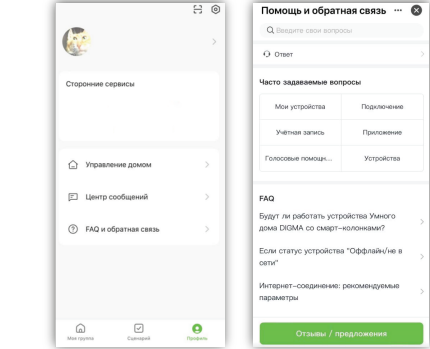 Сторонние сервисы
Управление домом
Центр сообщений
FAQ и обратная связь
Моя группа
Сценарий
Профиль
Помощь и обратная связь
Введите свои вопросы
Ответ
Часто задаваемые вопросы
Мои устройства
Подключение
Учётная запись
Приложение
Голосовые помощн...
Устройства
FAQ
Будут ли работать устройства Умного
дома DIGMA со смарт-колонками?
Если статус устройства "Оффлайн/не в
сети"
Интернет-соединение: рекомендуемые
параметры
Отзывы / предложения